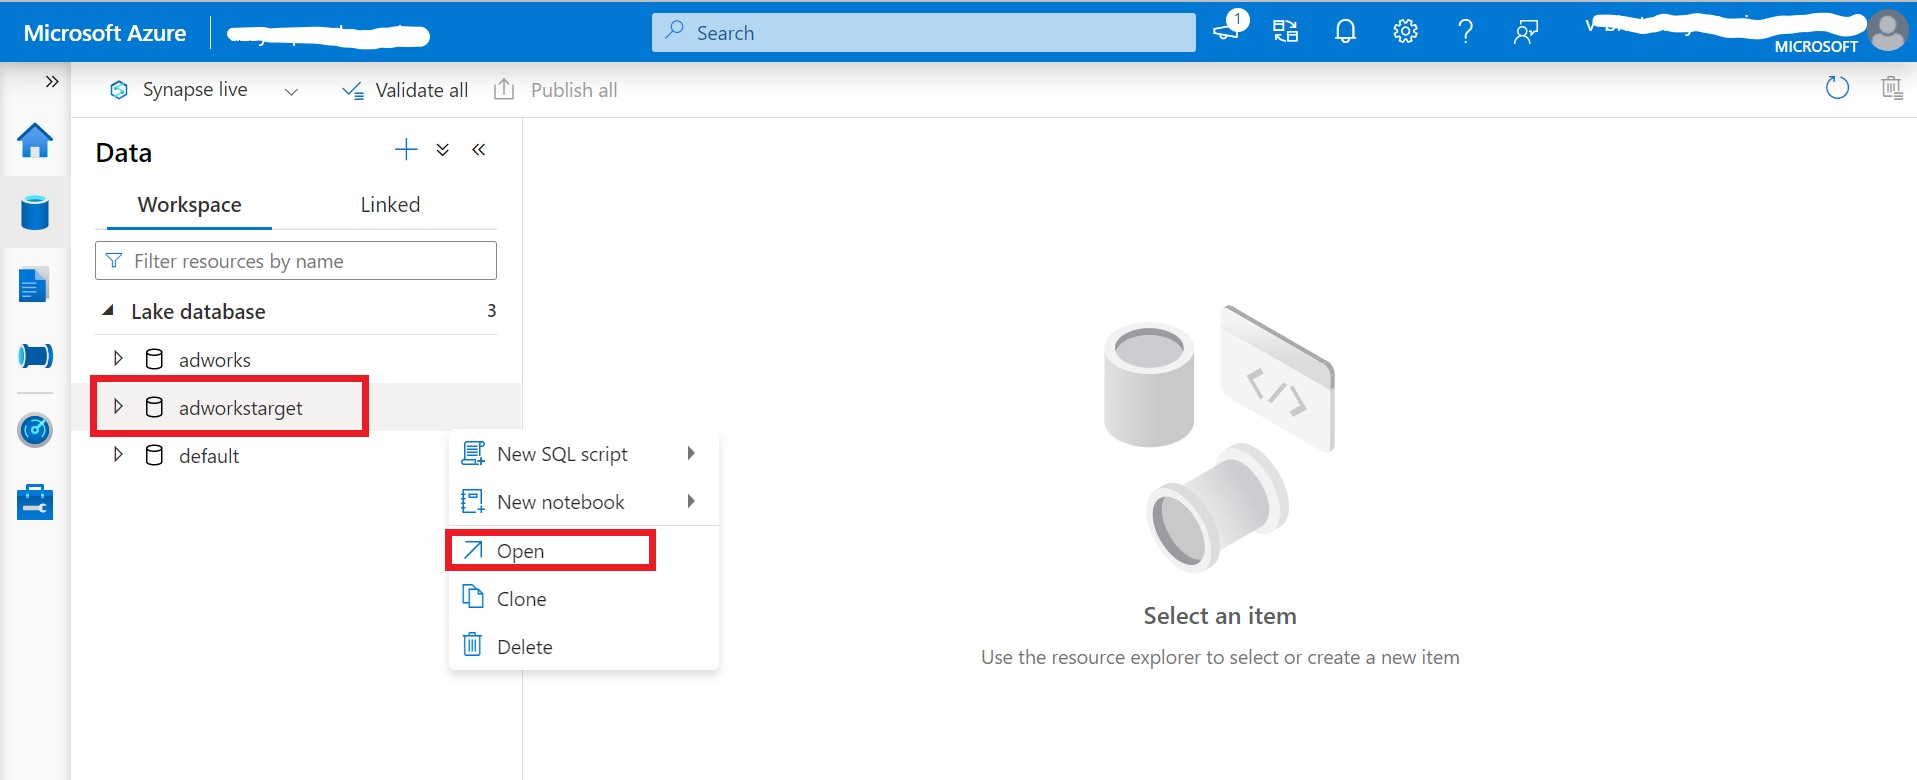 Microsoft Azure
Search
1
MICROSOFT
Synapse live
Validate all
Publish all
Data
Workspace
Linked
Filter resources by name
Lake database
3
adworks
adworkstarget
default
New SQL script
New notebook
Open
Clone
Delete
Select an item
Use the resource explorer to select or create a new item